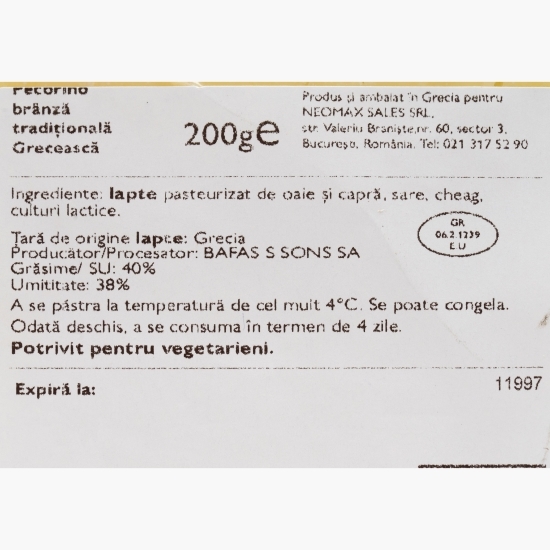 Pecorino
brânză
tradițională
Grecească
200g℮
Produs și ambalat în Grecia pentru
NEOMAX SALES SRL,
str. Valeriu Braniște,nr. 60, sector 3,
București, România. Tel: 021 317 52 90
Ingrediente: lapte pasteurizat de oaie și capră, sare, cheag,
culturi lactice.
Țară de origine lapte: Grecia
Producător/Procesator: BAFAS S SONS SA
Grăsime/ SU: 40%
Umititate: 38%
GR
06.2.1239
EU
A se păstra la temperatură de cel mult 4°C. Se poate congela.
Odată deschis, a se consuma în termen de 4 zile.
Potrivit pentru vegetarieni.
Expiră la:
11997